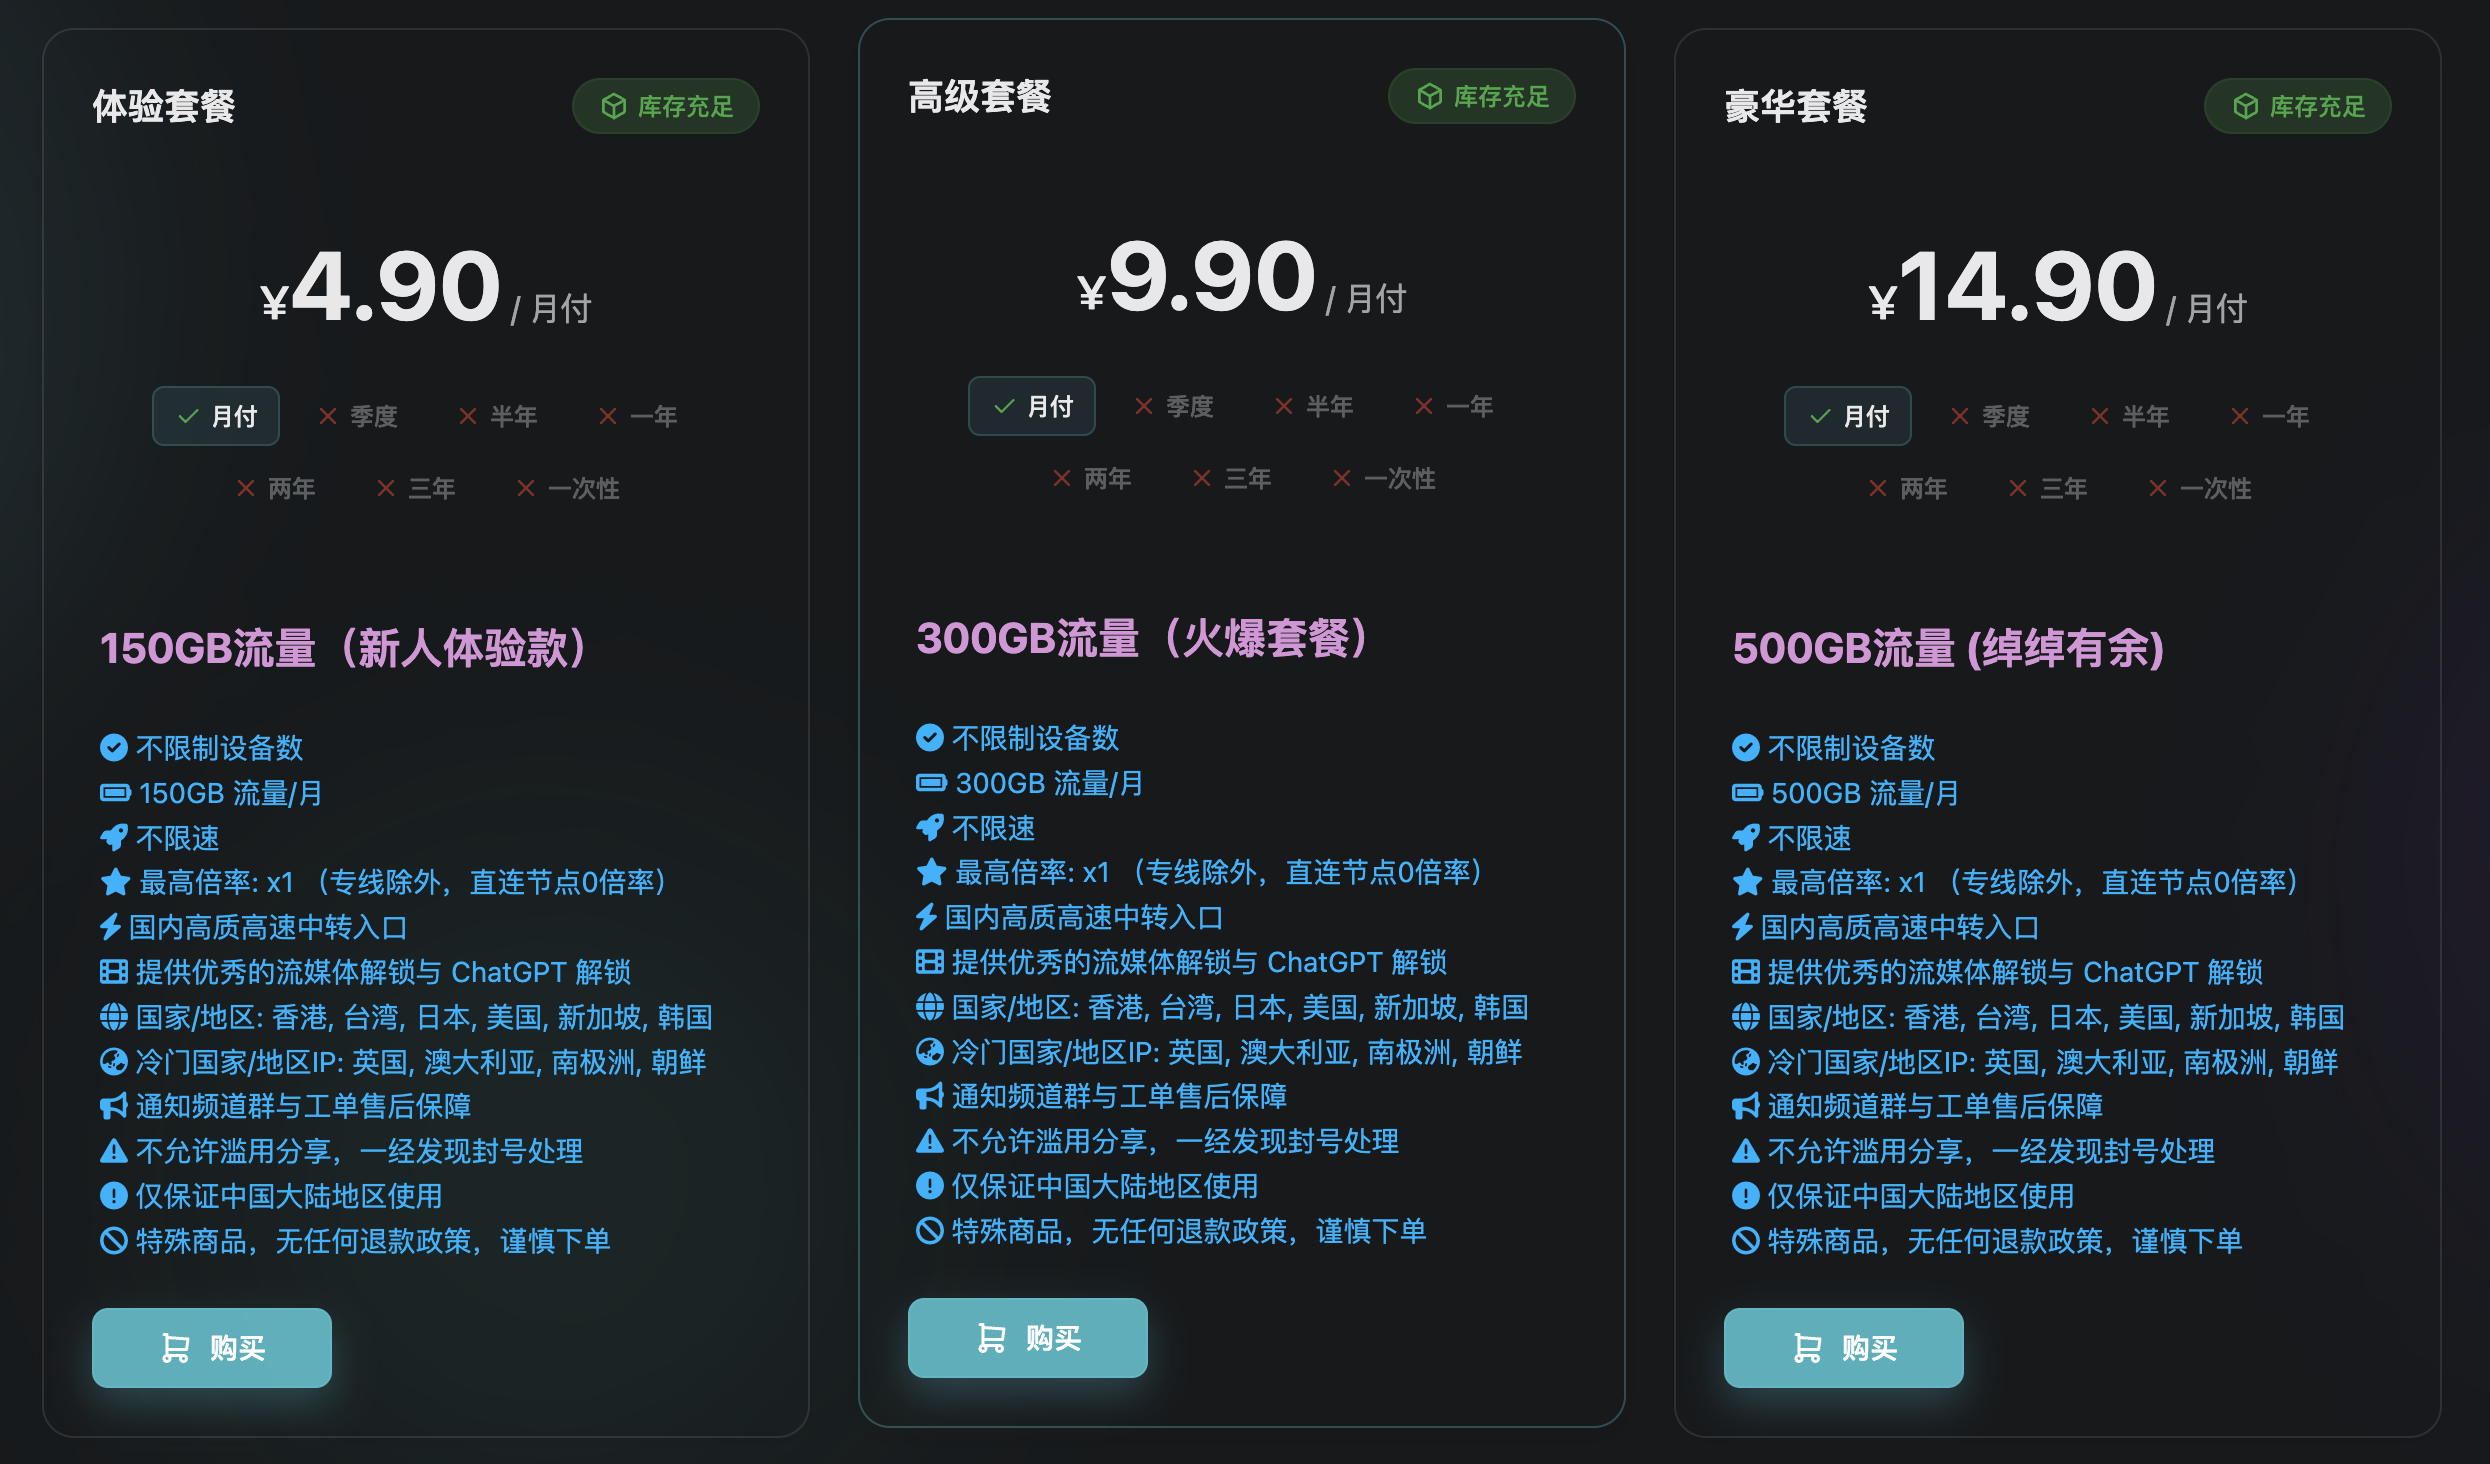 体验套餐
库存充足
¥4.90 / 月付
月付 季度 半年 一年
两年 三年 一次性
150GB流量（新人体验款）
不限制设备数
150GB 流量/月
不限速
最高倍率: x1 （专线除外，直连节点0倍率）
国内高质高速中转入口
提供优秀的流媒体解锁与 ChatGPT 解锁
国家/地区: 香港, 台湾, 日本, 美国, 新加坡, 韩国
冷门国家/地区IP: 英国, 澳大利亚, 南极洲, 朝鲜
通知频道群与工单售后保障
不允许滥用分享，一经发现封号处理
仅保证中国大陆地区使用
特殊商品，无任何退款政策，谨慎下单
购买
高级套餐
库存充足
¥9.90 / 月付
月付 季度 半年 一年
两年 三年 一次性
300GB流量（火爆套餐）
不限制设备数
300GB 流量/月
不限速
最高倍率: x1 （专线除外，直连节点0倍率）
国内高质高速中转入口
提供优秀的流媒体解锁与 ChatGPT 解锁
国家/地区: 香港, 台湾, 日本, 美国, 新加坡, 韩国
冷门国家/地区IP: 英国, 澳大利亚, 南极洲, 朝鲜
通知频道群与工单售后保障
不允许滥用分享，一经发现封号处理
仅保证中国大陆地区使用
特殊商品，无任何退款政策，谨慎下单
购买
豪华套餐
库存充足
¥14.90 / 月付
月付 季度 半年 一年
两年 三年 一次性
500GB流量 (绰绰有余)
不限制设备数
500GB 流量/月
不限速
最高倍率: x1 （专线除外，直连节点0倍率）
国内高质高速中转入口
提供优秀的流媒体解锁与 ChatGPT 解锁
国家/地区: 香港, 台湾, 日本, 美国, 新加坡, 韩国
冷门国家/地区IP: 英国, 澳大利亚, 南极洲, 朝鲜
通知频道群与工单售后保障
不允许滥用分享，一经发现封号处理
仅保证中国大陆地区使用
特殊商品，无任何退款政策，谨慎下单
购买